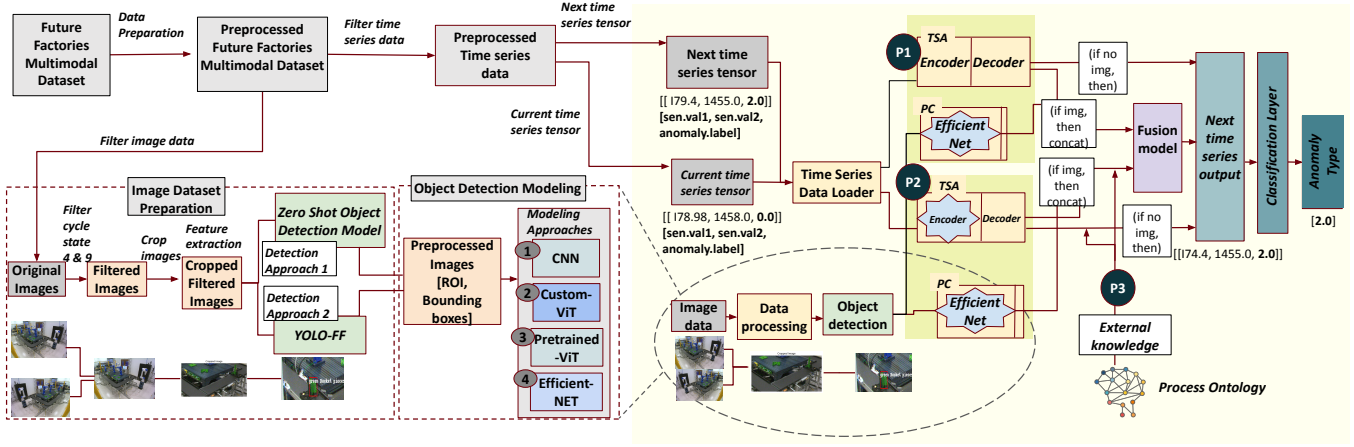 Future
Factories
Multimodal
Dataset
Data
Preparation
Preprocessed
Future Factories
Multimodal Dataset
Filter time
series data
Preprocessed
Time series
data
Next time
series tensor
Current time
series tensor
Filter image data
Next time
series tensor
[[ I79.4, 1455.0, 2.0]]
[sen.val1, sen.val2,
anomaly.label]
Current time
series tensor
[[ I78.98, 1458.0, 0.0]]
[sen.val1, sen.val2,
anomaly.label]
Time Series
Data Loader
P1
TSA
Encoder
Decoder
PC
Efficient
Net
P2
TSA
Encoder
Decoder
PC
Efficient
Net
(if no
img,
then)
(if img,
then
concat)
(if img,
then
concat)
(if no
img,
then)
Fusion
model
Next
time
series
output
Classification Layer
Anomaly
Type
[2.0]
[[I74.4, 1455.0, 2.0]]
P3
External
knowledge
Process Ontology
Image Dataset
Preparation
Filter
cycle
state
4 & 9
Crop
images
Feature
extraction
Original
Images
Filtered
Images
Cropped
Filtered
Images
Zero Shot Object
Detection Model
Detection
Approach 1
Detection
Approach 2
YOLO-FF
Object Detection Modeling
Preprocessed
Images
[ROI,
Bounding
boxes]
Modeling
Approaches
1
CNN
2
Custom-
ViT
3
Pretrained
-ViT
4
Efficient-
NET
Image
data
Data
processing
Object
detection